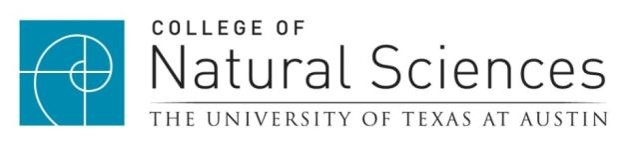 COLLEGE OF
Natural Sciences
THE UNIVERSITY OF TEXAS AT AUSTIN